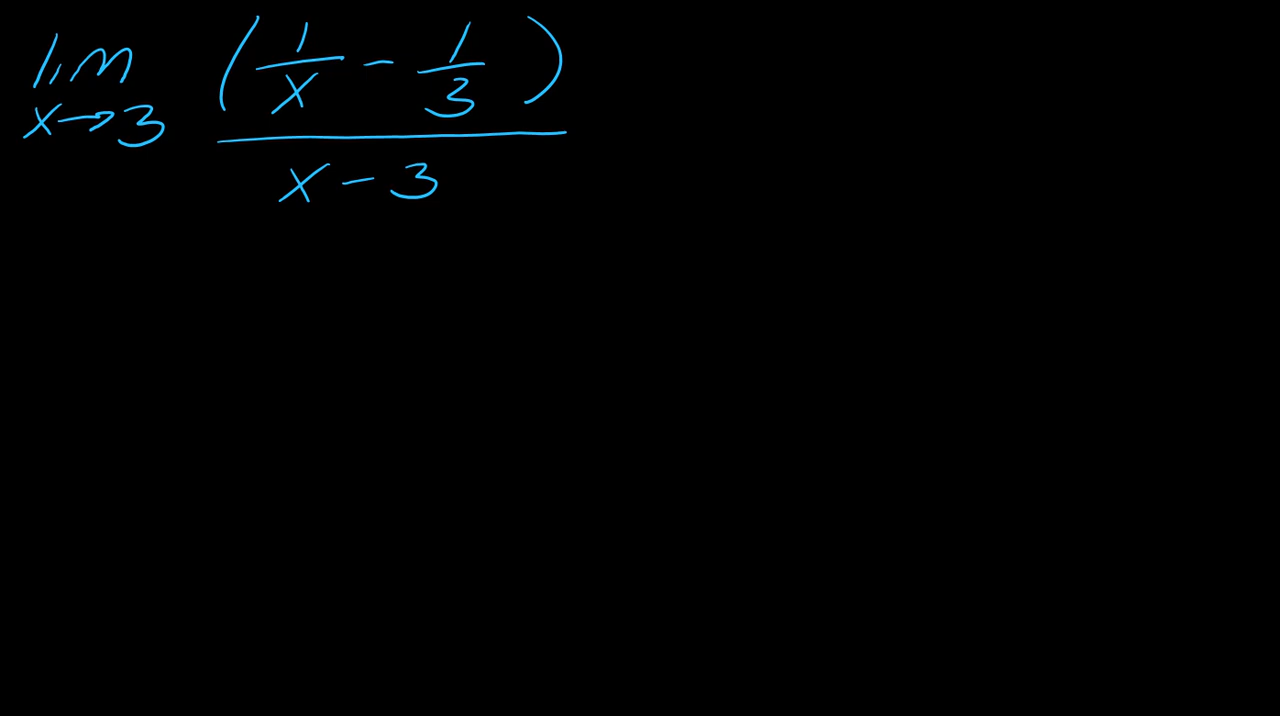 lim (1/x - 1/3)
x→3 x - 3